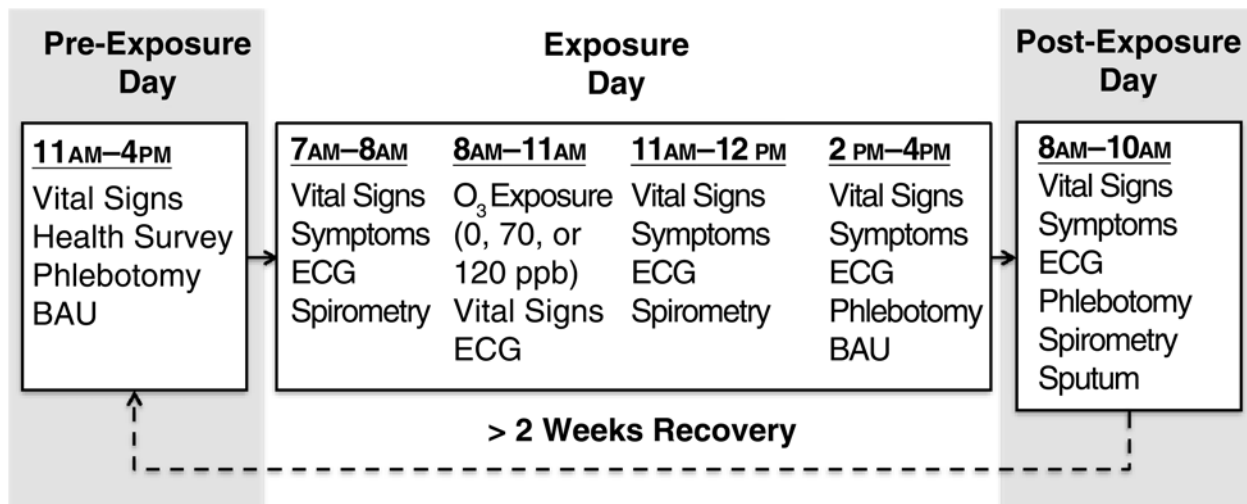 Pre-Exposure
Day
11AM–4PM
Vital Signs
Health Survey
Phlebotomy
BAU
Exposure
Day
7AM–8AM
Vital Signs
Symptoms
ECG
Spirometry
8AM–11AM
O₃ Exposure
(0, 70, or
120 ppb)
Vital Signs
ECG
11AM–12 PM
Vital Signs
Symptoms
ECG
Spirometry
2 PM–4PM
Vital Signs
Symptoms
ECG
Phlebotomy
BAU
Post-Exposure
Day
8AM–10AM
Vital Signs
Symptoms
ECG
Phlebotomy
Spirometry
Sputum
> 2 Weeks Recovery